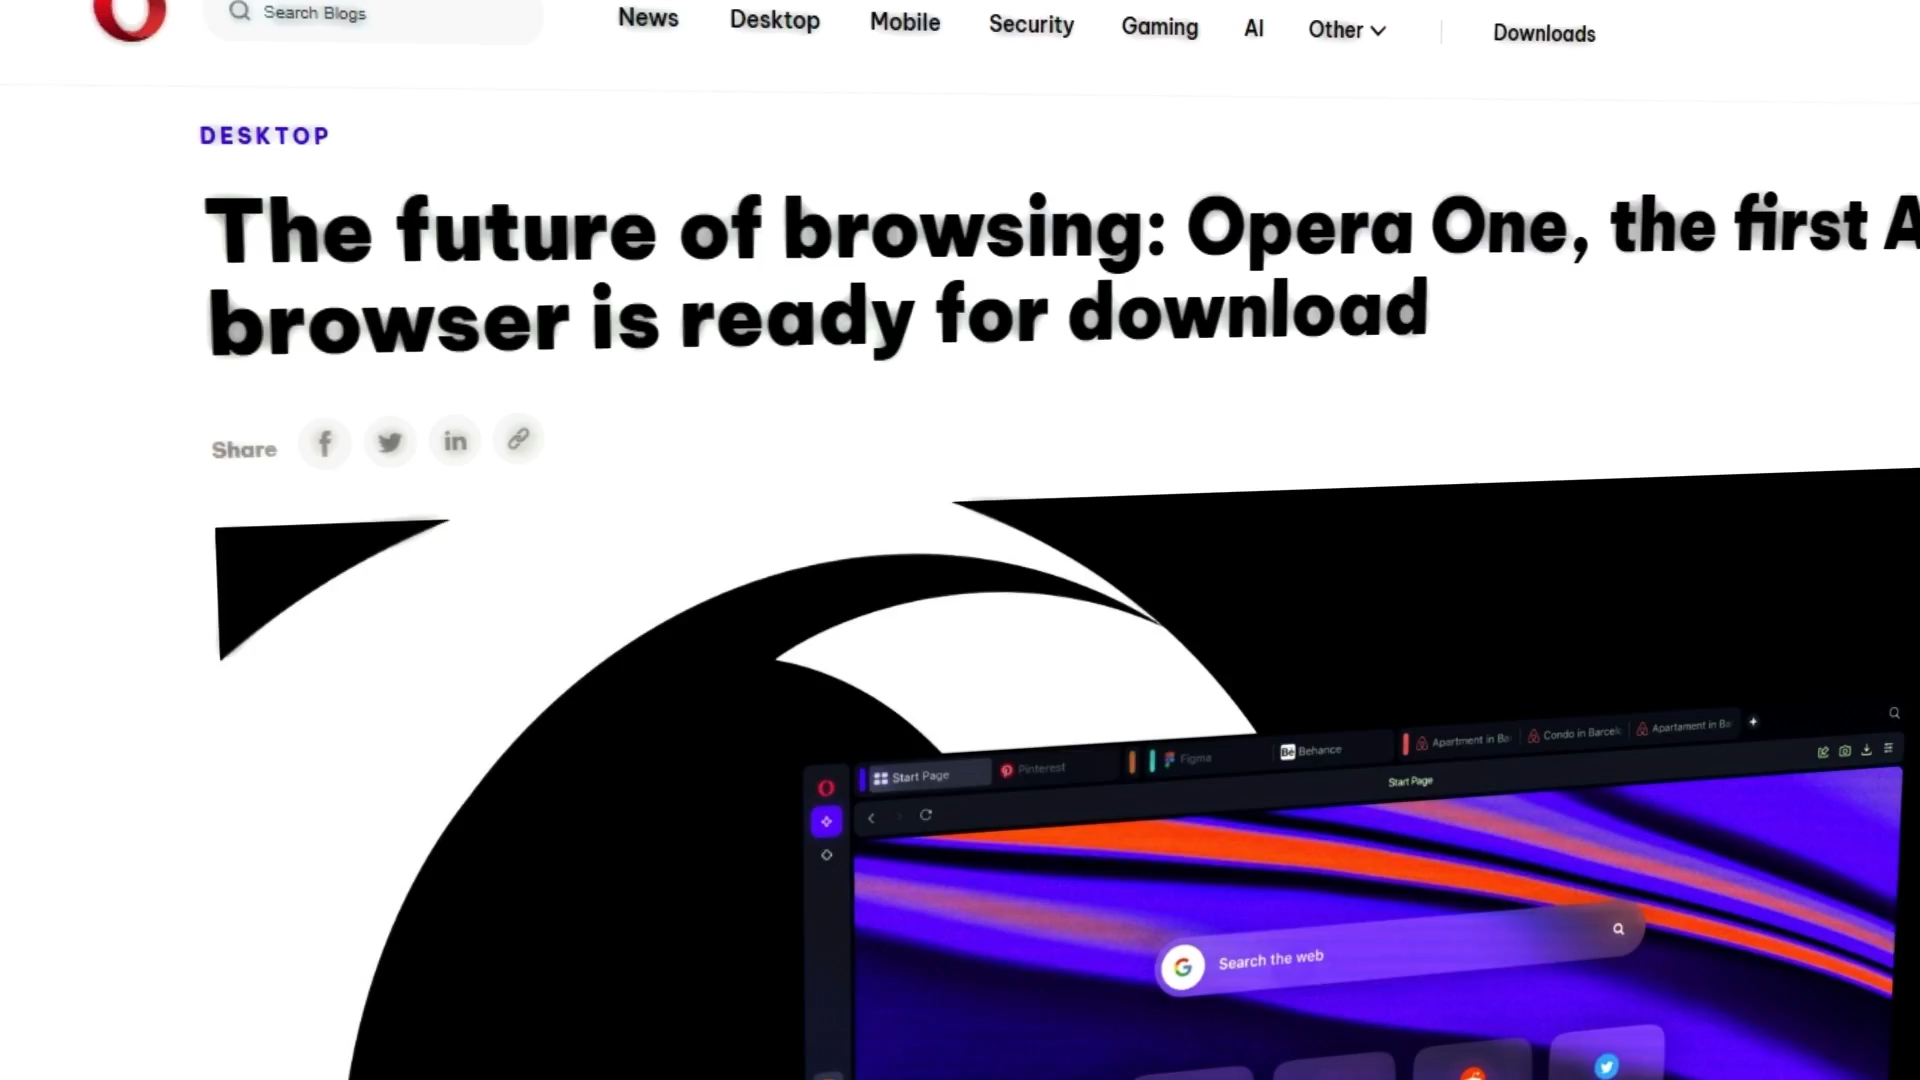 Search Blogs
News Desktop Mobile Security Gaming AI Other Downloads
DESKTOP
The future of browsing: Opera One, the first A
browser is ready for download
Share
Start Page Pinterest Figma Behance Apartment in Ba Condo in Barcelo Apartament in Ba
Start Page
Search the web